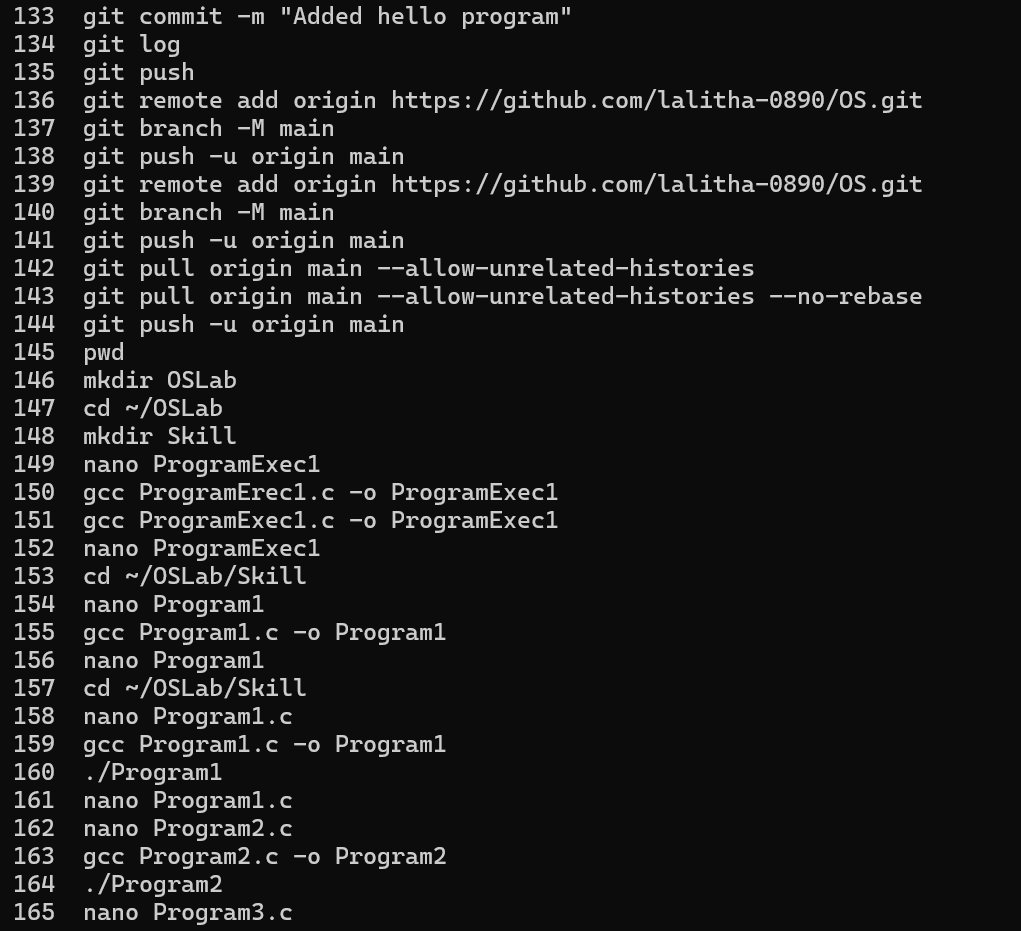 133  git commit -m "Added hello program"
134  git log
135  git push
136  git remote add origin https://github.com/lalitha-0890/OS.git
137  git branch -M main
138  git push -u origin main
139  git remote add origin https://github.com/lalitha-0890/OS.git
140  git branch -M main
141  git push -u origin main
142  git pull origin main --allow-unrelated-histories
143  git pull origin main --allow-unrelated-histories --no-rebase
144  git push -u origin main
145  pwd
146  mkdir OSLab
147  cd ~/OSLab
148  mkdir Skill
149  nano ProgramExec1
150  gcc ProgramErec1.c -o ProgramExec1
151  gcc ProgramExec1.c -o ProgramExec1
152  nano ProgramExec1
153  cd ~/OSLab/Skill
154  nano Program1
155  gcc Program1.c -o Program1
156  nano Program1
157  cd ~/OSLab/Skill
158  nano Program1.c
159  gcc Program1.c -o Program1
160  ./Program1
161  nano Program1.c
162  nano Program2.c
163  gcc Program2.c -o Program2
164  ./Program2
165  nano Program3.c